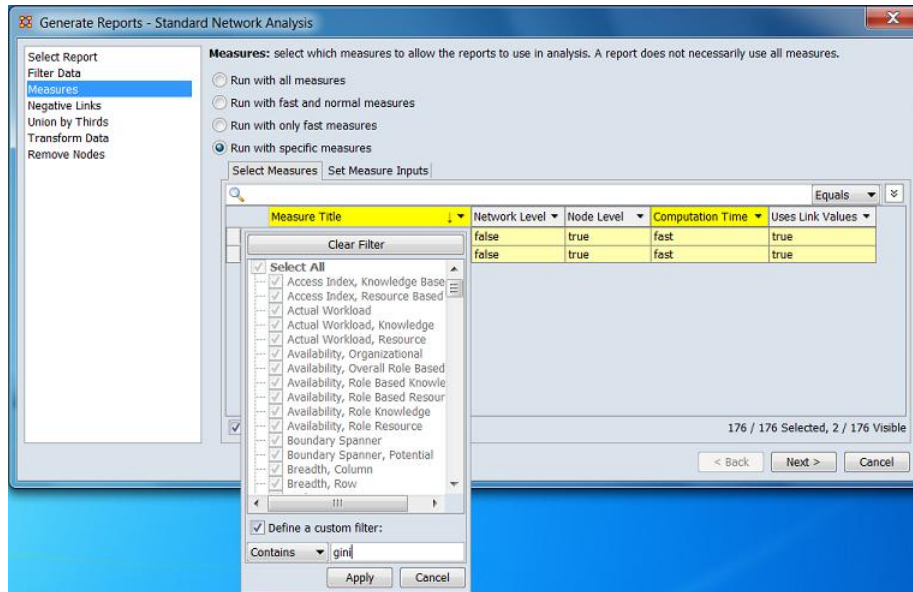 Generate Reports - Standard Network Analysis
Select Report
Filter Data
Measures
Negative Links
Union by Thirds
Transform Data
Remove Nodes
Measures: select which measures to allow the reports to use in analysis. A report does not necessarily use all measures.
Run with all measures
Run with fast and normal measures
Run with only fast measures
Run with specific measures
Select Measures Set Measure Inputs
Equals
Measure Title Network Level Node Level Computation Time Uses Link Values
false true fast true
false true fast true
Clear Filter
Select All
Access Index, Knowledge Base
Access Index, Resource Based
Actual Workload
Actual Workload, Knowledge
Actual Workload, Resource
Availability, Organizational
Availability, Overall Role Based
Availability, Role Based Knowle
Availability, Role Based Resour
Availability, Role Knowledge
Availability, Role Resource
Boundary Spanner
Boundary Spanner, Potential
Breadth, Column
Breadth, Row
176 / 176 Selected, 2 / 176 Visible
< Back Next > Cancel
Define a custom filter:
Contains gini
Apply Cancel